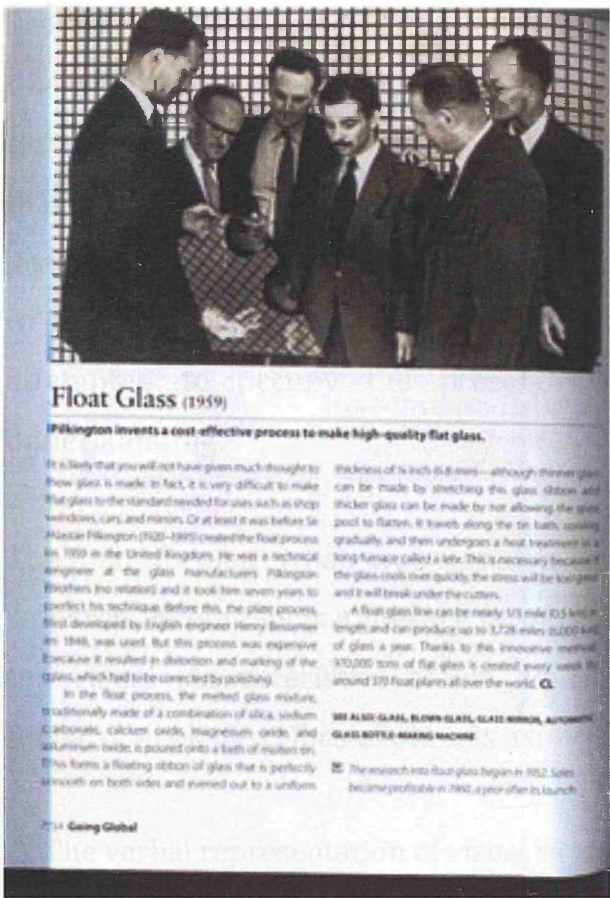 Float Glass (1959)
Pilkington invents a cost-effective process to make high-quality flat glass.
It is likely that you will not have given much thought to
how glass is made. In fact, it is very difficult to make
flat glass to the standard needed for uses such as shop
windows, cars, and mirrors. Or at least it was before Sir
Alastair Pilkington (1920–1995) created the float process
in 1959 in the United Kingdom. He was a technical
engineer at the glass manufacturers Pilkington
Brothers (no relation) and it took him seven years to
perfect his technique. Before this, the plate process,
first developed by English engineer Henry Bessemer
in 1848, was used. But this process was expensive
because it resulted in distortion and marking of the
glass, which had to be corrected by polishing.
In the float process, the melted glass mixture,
traditionally made of a combination of silica, sodium
carbonate, calcium oxide, magnesium oxide, and
aluminum oxide, is poured onto a bath of molten tin.
This forms a floating ribbon of glass that is perfectly
smooth on both sides and evened out to a uniform
thickness of ¼ inch (6.8 mm)—although thinner glass
can be made by stretching this glass ribbon and
thicker glass can be made by not allowing the glass
pool to flatten. It travels along the tin bath, cooling
gradually, and then undergoes a heat treatment in a
long furnace called a lehr. This is necessary because if
the glass cools over quickly, the stress will be too great
and it will break under the cutters.
A float glass line can be nearly 1/3 mile (0.5 km) in
length and can produce up to 3,728 miles (6,000 km)
of glass a year. Thanks to this innovative method,
970,000 tons of flat glass is created every week in
around 370 float plants all over the world. CL
SEE ALSO: GLASS, BLOWN GLASS, GLASS MIRROR, AUTOMATIC
GLASS BOTTLE-MAKING MACHINE
The research into float glass began in 1952. Sales
became profitable in 1960, a year after its launch.
Going Global
The verbal representation of visual